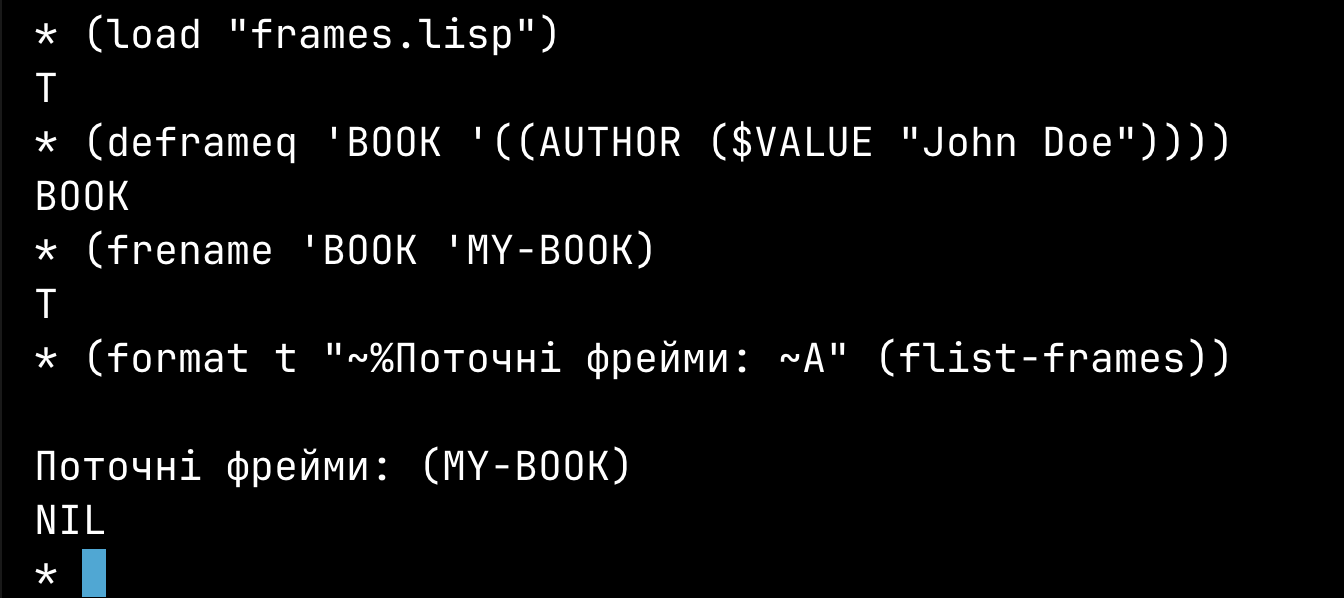 * (load "frames.lisp")
T
* (deframeq 'BOOK '((AUTHOR ($VALUE "John Doe"))))
BOOK
* (frename 'BOOK 'MY-BOOK)
T
* (format t "~%Поточні фрейми: ~A" (flist-frames))
Поточні фрейми: (MY-BOOK)
NIL
*